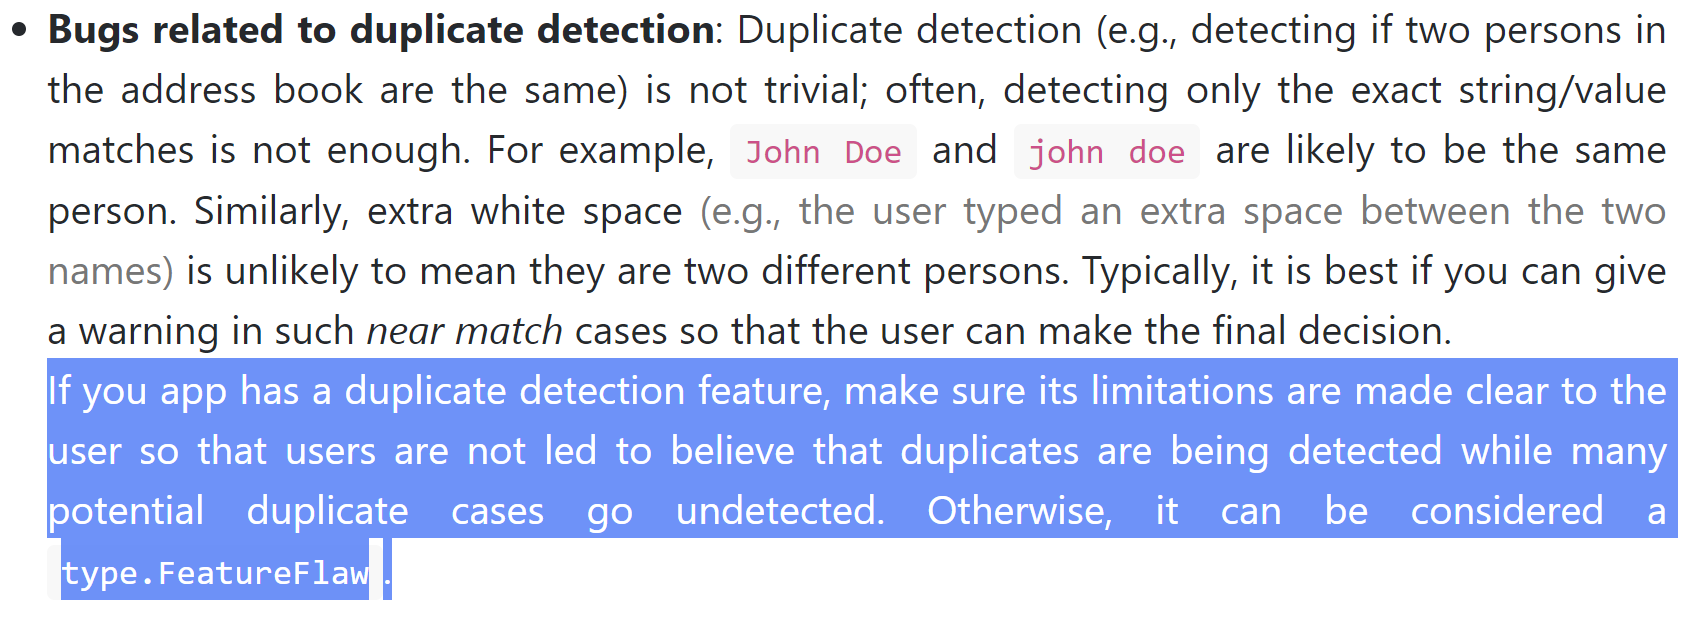 • Bugs related to duplicate detection: Duplicate detection (e.g., detecting if two persons in
the address book are the same) is not trivial; often, detecting only the exact string/value
matches is not enough. For example, John Doe and john doe are likely to be the same
person. Similarly, extra white space (e.g., the user typed an extra space between the two
names) is unlikely to mean they are two different persons. Typically, it is best if you can give
a warning in such near match cases so that the user can make the final decision.
If you app has a duplicate detection feature, make sure its limitations are made clear to the
user so that users are not led to believe that duplicates are being detected while many
potential duplicate cases go undetected. Otherwise, it can be considered a
type.FeatureFlaw.